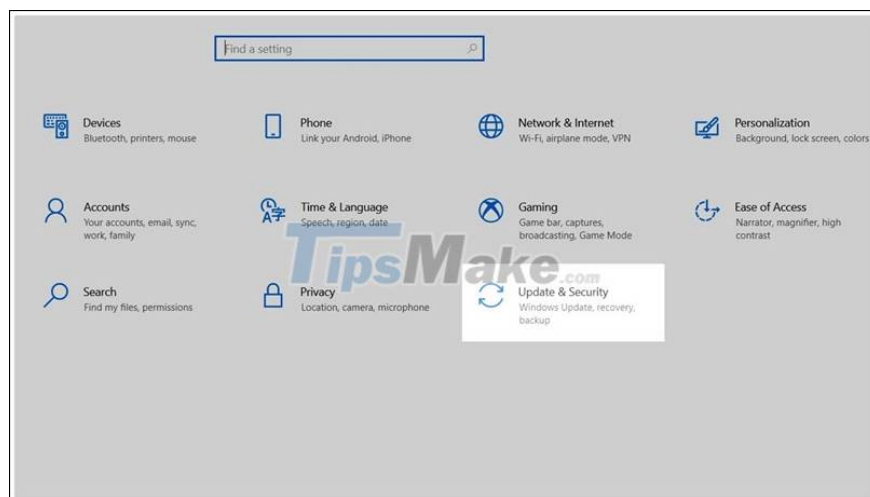 Find a setting
Devices
Bluetooth, printers, mouse
Phone
Link your Android, iPhone
Network & Internet
Wi-Fi, airplane mode, VPN
Personalization
Background, lock screen, colors
Accounts
Your accounts, email, sync,
work, family
Time & Language
Speech, region, date
Gaming
Game bar, captures,
broadcasting, Game Mode
Ease of Access
Narrator, magnifier, high
contrast
TipsMake.com
Search
Find my files, permissions
Privacy
Location, camera, microphone
Update & Security
Windows Update, recovery,
backup